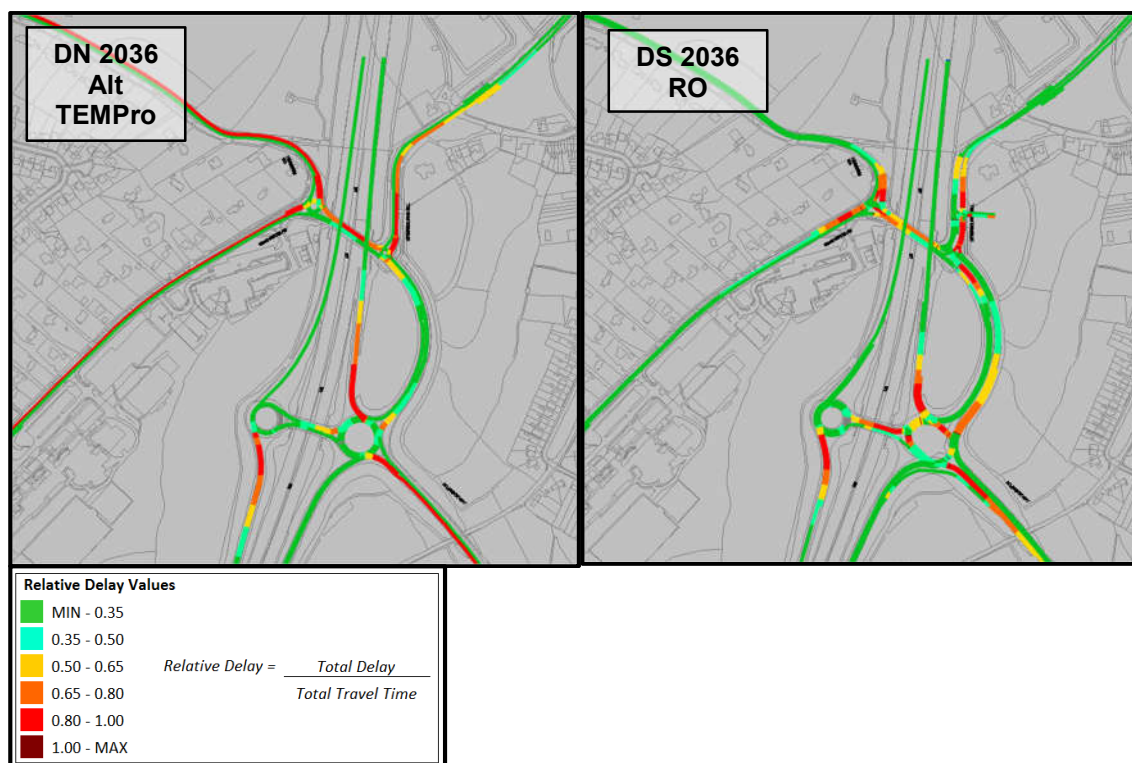 DN 2036
Alt
TEMPro
DS 2036
RO
Relative Delay Values
MIN - 0.35
0.35 - 0.50
0.50 - 0.65
0.65 - 0.80
0.80 - 1.00
1.00 - MAX
Relative Delay = Total Delay
Total Travel Time